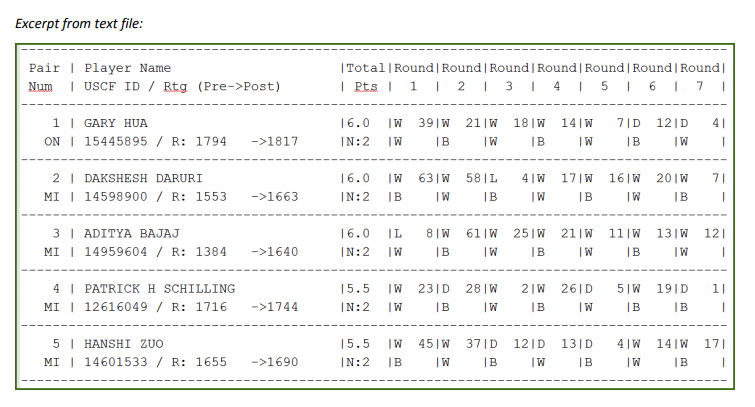 Excerpt from text file:
-----------------------------------------------------------------------------------------
Pair | Player Name |Total|Round|Round|Round|Round|Round|Round|Round|
Num | USCF ID / Rtg (Pre->Post) | Pts | 1 | 2 | 3 | 4 | 5 | 6 | 7 |
-----------------------------------------------------------------------------------------
1 | GARY HUA |6.0 |W 39|W 21|W 18|W 14|W 7|D 12|D 4|
ON | 15445895 / R: 1794 ->1817 |N:2 |W |B |W |B |W |B |W |
-----------------------------------------------------------------------------------------
2 | DAKSHESH DARURI |6.0 |W 63|W 58|L 4|W 17|W 16|W 20|W 7|
MI | 14598900 / R: 1553 ->1663 |N:2 |B |W |B |W |B |W |B |
-----------------------------------------------------------------------------------------
3 | ADITYA BAJAJ |6.0 |L 8|W 61|W 25|W 21|W 11|W 13|W 12|
MI | 14959604 / R: 1384 ->1640 |N:2 |W |B |W |B |W |B |W |
-----------------------------------------------------------------------------------------
4 | PATRICK H SCHILLING |5.5 |W 23|D 28|W 2|W 26|D 5|W 19|D 1|
MI | 12616049 / R: 1716 ->1744 |N:2 |W |B |W |B |W |B |B |
-----------------------------------------------------------------------------------------
5 | HANSHI ZUO |5.5 |W 45|W 37|D 12|D 13|D 4|W 14|W 17|
MI | 14601533 / R: 1655 ->1690 |N:2 |B |W |B |W |B |W |B |
-----------------------------------------------------------------------------------------